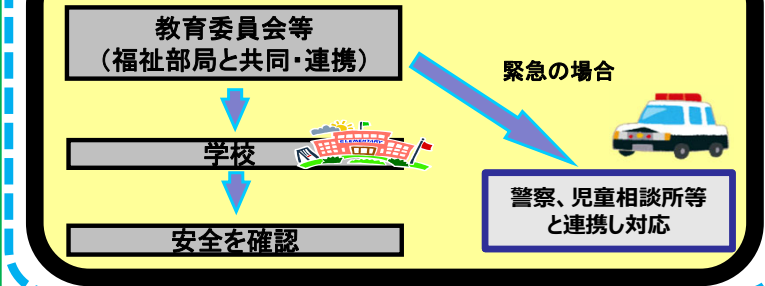 教育委員会等
（福祉部局と共同・連携）
緊急の場合
学校
ELEMENTARY
警察、児童相談所等
と連携し対応
安全を確認